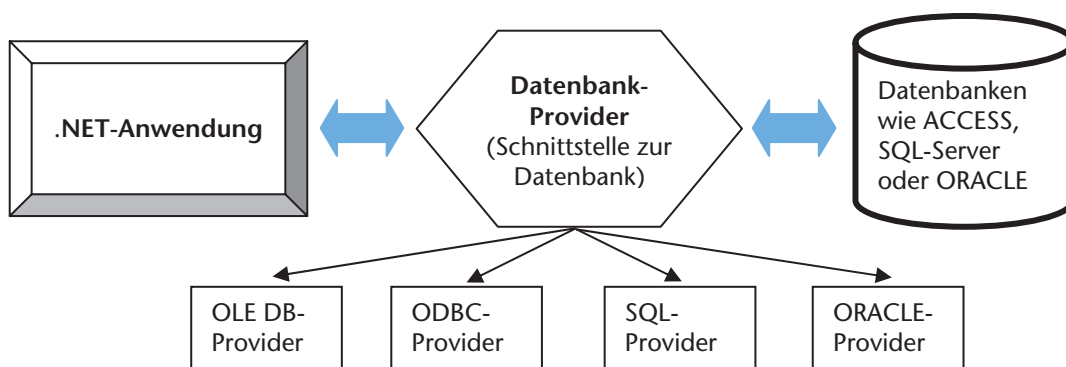 .NET-Anwendung
Datenbank-
Provider
(Schnittstelle zur
Datenbank)
Datenbanken
wie ACCESS,
SQL-Server
oder ORACLE
OLE DB-
Provider
ODBC-
Provider
SQL-
Provider
ORACLE-
Provider